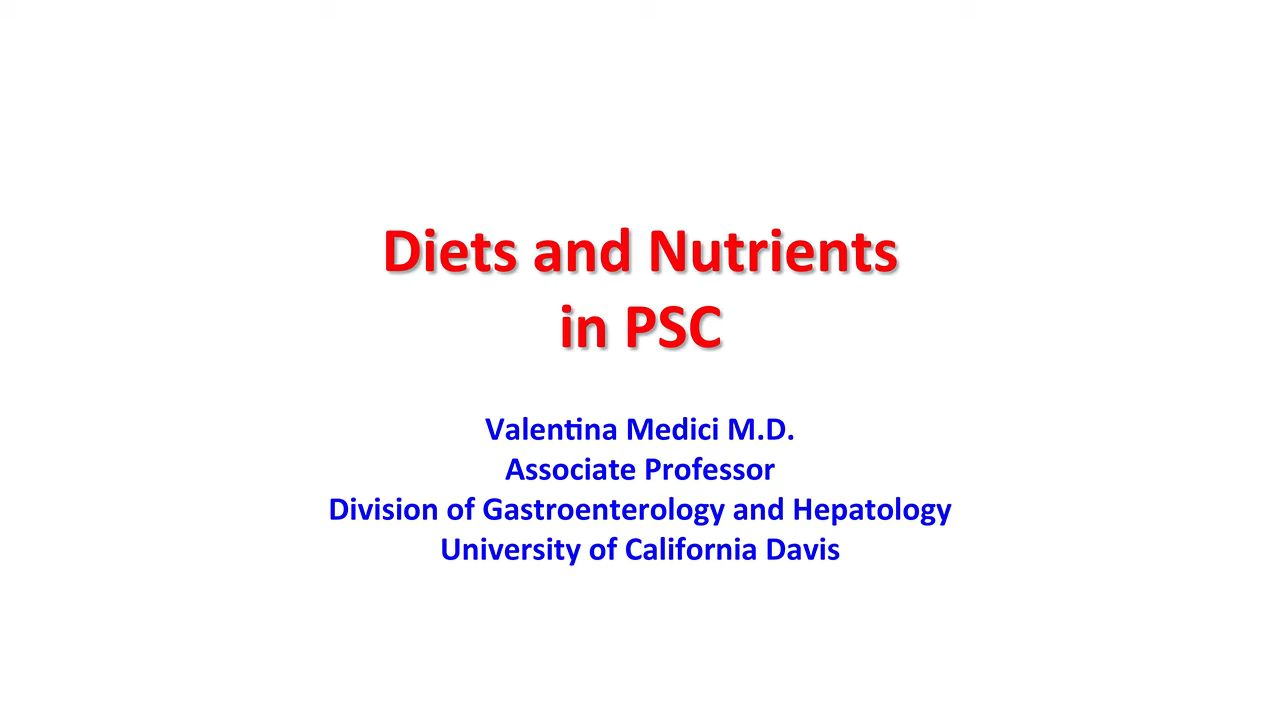 Diets and Nutrients
in PSC
Valentina Medici M.D.
Associate Professor
Division of Gastroenterology and Hepatology
University of California Davis